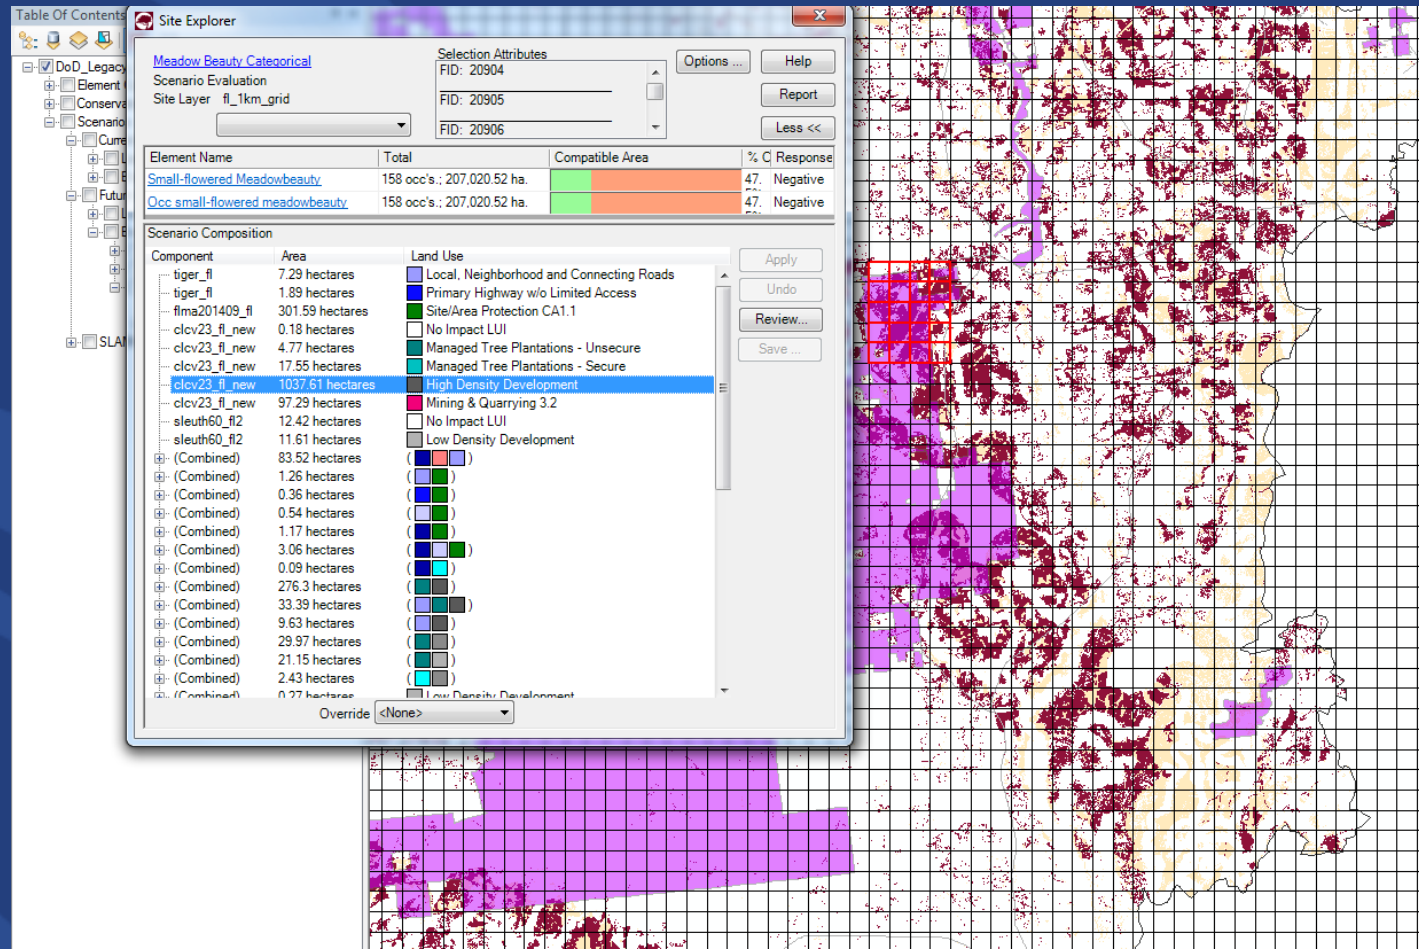 Table Of Contents
DoD_Legacy
Element
Conserva
Scenario
Curre
Futur
SLAM
Site Explorer
Meadow Beauty Categorical
Scenario Evaluation
Site Layer fl_1km_grid
Selection Attributes
FID: 20904
FID: 20905
FID: 20906
Options ...
Help
Report
Less <<
Element Name Total Compatible Area % C Response
Small-flowered Meadowbeauty 158 occ's.; 207,020.52 ha. 47. Negative
Occ small-flowered meadowbeauty 158 occ's.; 207,020.52 ha. 47. Negative
Scenario Composition
Component Area Land Use
tiger_fl 7.29 hectares Local, Neighborhood and Connecting Roads
tiger_fl 1.89 hectares Primary Highway w/o Limited Access
flma201409_fl 301.59 hectares Site/Area Protection CA1.1
clcv23_fl_new 0.18 hectares No Impact LUI
clcv23_fl_new 4.77 hectares Managed Tree Plantations - Unsecure
clcv23_fl_new 17.55 hectares Managed Tree Plantations - Secure
clcv23_fl_new 1037.61 hectares High Density Development
clcv23_fl_new 97.29 hectares Mining & Quarrying 3.2
sleuth60_fl2 12.42 hectares No Impact LUI
sleuth60_fl2 11.61 hectares Low Density Development
(Combined) 83.52 hectares ( )
(Combined) 1.26 hectares ( )
(Combined) 0.36 hectares ( )
(Combined) 0.54 hectares ( )
(Combined) 1.17 hectares ( )
(Combined) 3.06 hectares ( )
(Combined) 0.09 hectares ( )
(Combined) 276.3 hectares ( )
(Combined) 33.39 hectares ( )
(Combined) 9.63 hectares ( )
(Combined) 29.97 hectares ( )
(Combined) 21.15 hectares ( )
(Combined) 2.43 hectares ( )
(Combined) 0.27 hectares Low Density Development
Apply
Undo
Review...
Save ...
Override <None>